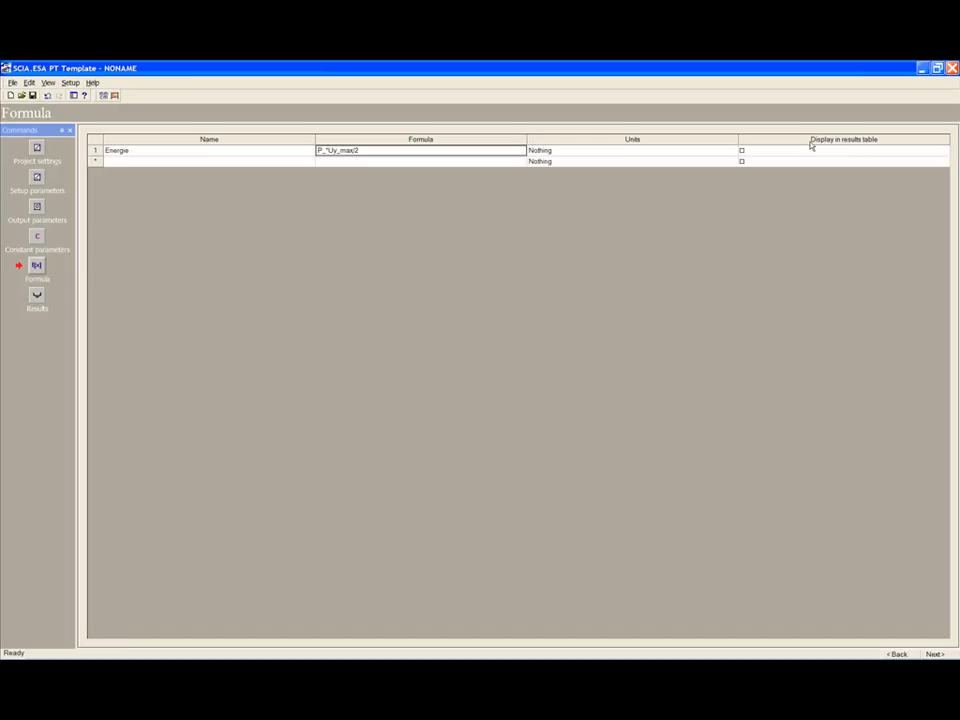 SCIA.ESA PT Template - NONAME
File Edit View Setup Help
Formula
Commands
Project settings
Setup parameters
Output parameters
C
Constant parameters
f(x)
Formula
Results
Name Formula Units Display in results table
1 Energie P_*Uy_max/2 Nothing
* Nothing
Ready
<Back Next>